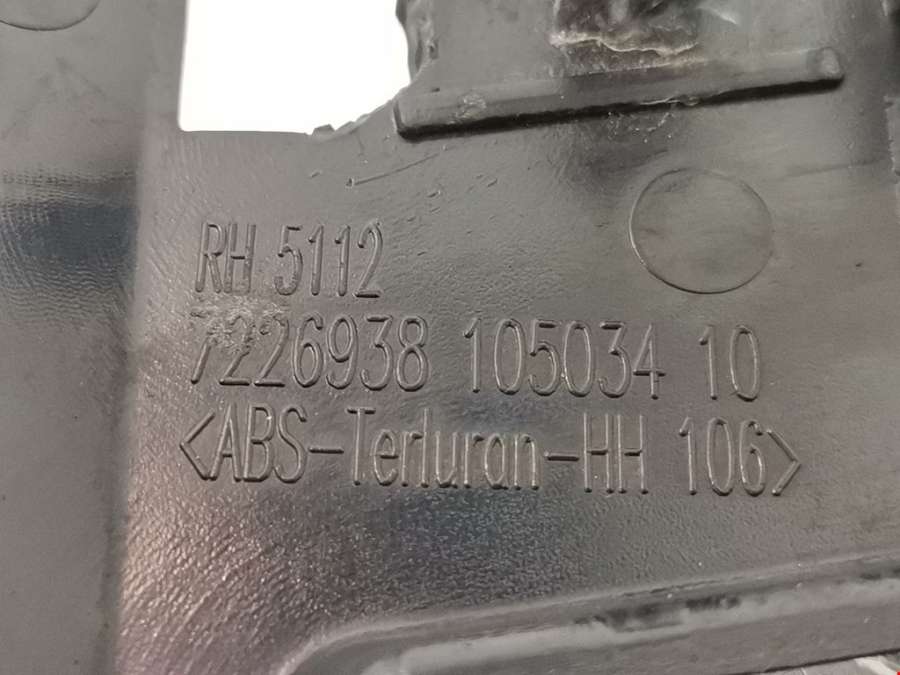 RH 5112
7226938 105034 10
<ABS-Terluran-HH 106>